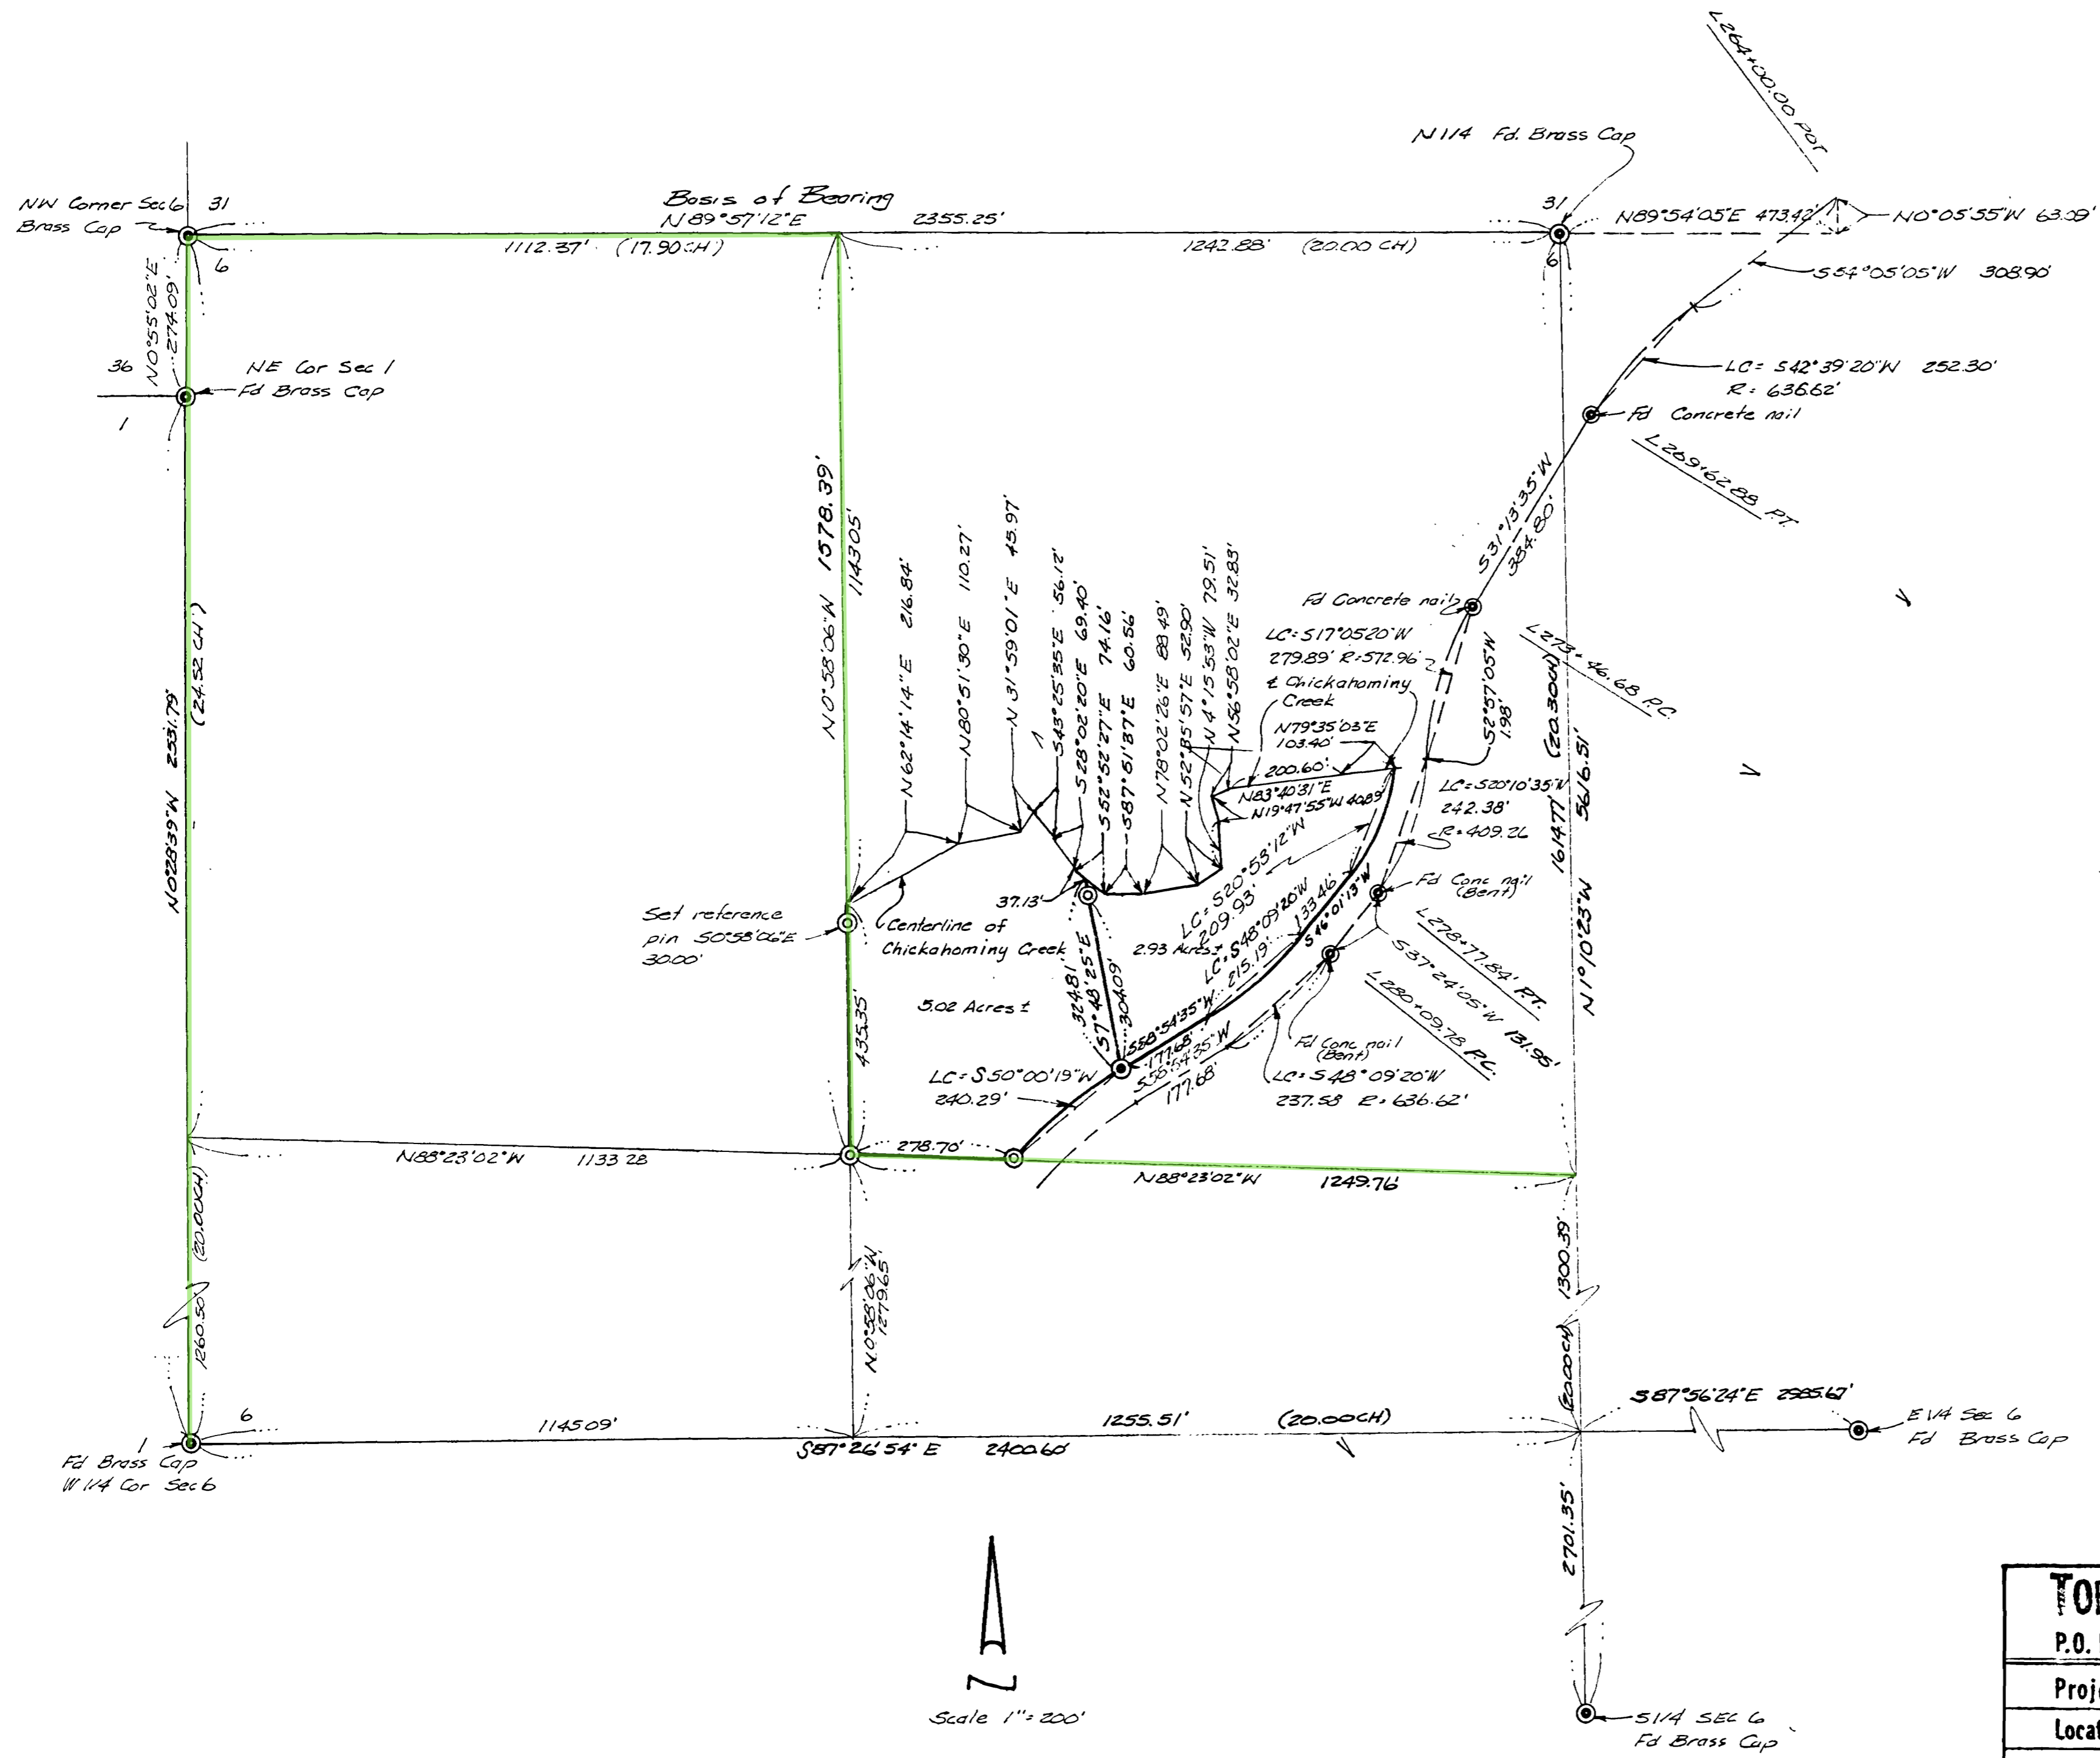 L264+00.00 POT
N 1/4 Fd. Brass Cap
NW Corner Sec 6
Brass Cap
31
6
Basis of Bearing
N 89°57'12"E 2355.25'
1112.37' (17.90 CH)
1242.88' (20.00 CH)
31
6
N89°54'05"E 473.42'
N0°05'55"W 63.09'
S54°05'05"W 308.90'
LC= S42°39'20"W 252.30'
R= 636.62'
Fd Concrete nail
L269+62.88 P.T.
N0°55'02"E
274.09'
36
1
NE Cor Sec 1
Fd Brass Cap
N0°28'39"W 2531.79'
(24.52 CH)
N0°58'06"W 1578.39'
1143.05'
N62°14'14"E 216.84'
N80°51'30"E 110.27'
N 31°59'01"E 45.97'
S43°25'35"E 56.12'
S28°02'20"E 69.40'
S52°52'27"E 74.16'
S87°51'37"E 60.56'
N78°02'26"E 88.49'
N52°35'57"E 52.90'
N 4°15'53"W 79.51'
N56°58'02"E 32.83'
S31°13'35"W
384.80'
Fd Concrete nail
LC=S17°05'20"W
279.89' R=572.96'
₵ Chickahominy
Creek
N79°35'03"E
103.40'
200.60'
N83°40'31"E
N19°47'55"W 40.89'
L273+46.68 P.C.
S2°57'05"W
1.98'
LC=S20°10'35"W
242.38'
R=409.26
1614.77' (20.30CH)
N 1°10'23"W 5616.51'
LC= S20°53'12"W
209.93'
LC= S48°09'20"W
215.19'
133.46'
S46°01'13"W
Fd Conc nail
(Bent)
L278+77.84' P.T.
S37°24'05"W 131.95'
L280+09.78 P.C.
Set reference
pin S0°58'06"E
30.00'
Centerline of
Chickahominy Creek
37.13'
2.93 Acres±
5.02 Acres ±
324.81'
S7°48'25"E
304.09'
435.35'
S58°54'35"W
177.68'
S58°54'35"W
177.68'
Fd Conc nail
(Bent)
LC= S48°09'20"W
237.58 R=636.62'
LC= S50°00'19"W
240.29'
278.70'
N88°23'02"W 1133.28
N88°23'02"W 1249.76'
1260.50' (20.00CH)
N0°58'06"W
1279.65'
(20.00CH) 1300.39'
S87°56'24"E 2985.67'
E 1/4 Sec 6
Fd Brass Cap
1
6
Fd Brass Cap
W 1/4 Cor Sec 6
1145.09'
1255.51' (20.00CH)
S87°26'54"E 2400.60'
2701.35'
Scale 1"=200'
S 1/4 SEC 6
Fd Brass Cap
P.O.